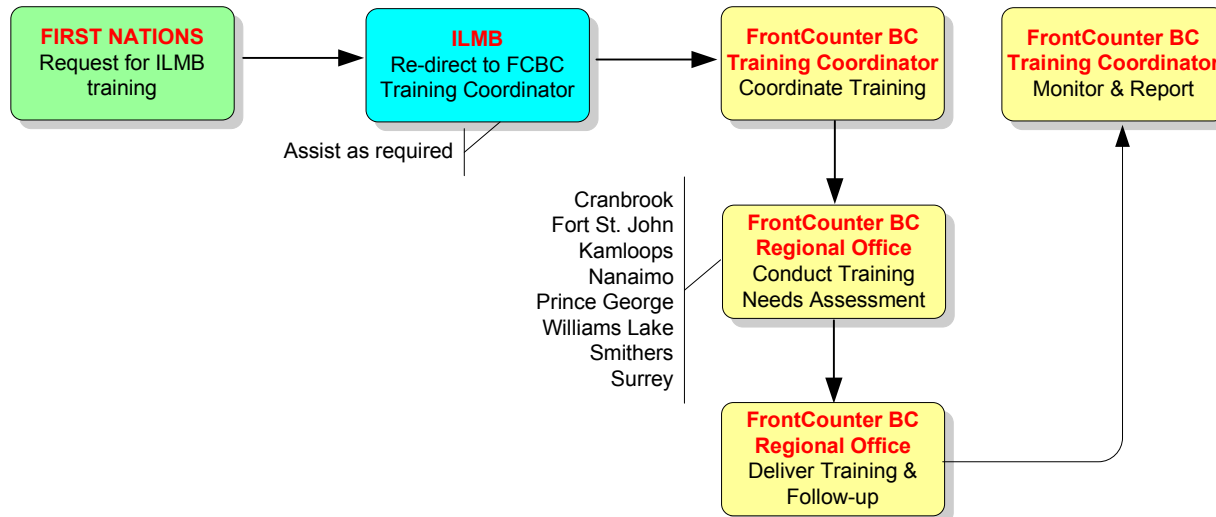 FIRST NATIONS
Request for ILMB
training
ILMB
Re-direct to FCBC
Training Coordinator
Assist as required
FrontCounter BC
Training Coordinator
Coordinate Training
FrontCounter BC
Training Coordinator
Monitor & Report
Cranbrook
Fort St. John
Kamloops
Nanaimo
Prince George
Williams Lake
Smithers
Surrey
FrontCounter BC
Regional Office
Conduct Training
Needs Assessment
FrontCounter BC
Regional Office
Deliver Training &
Follow-up